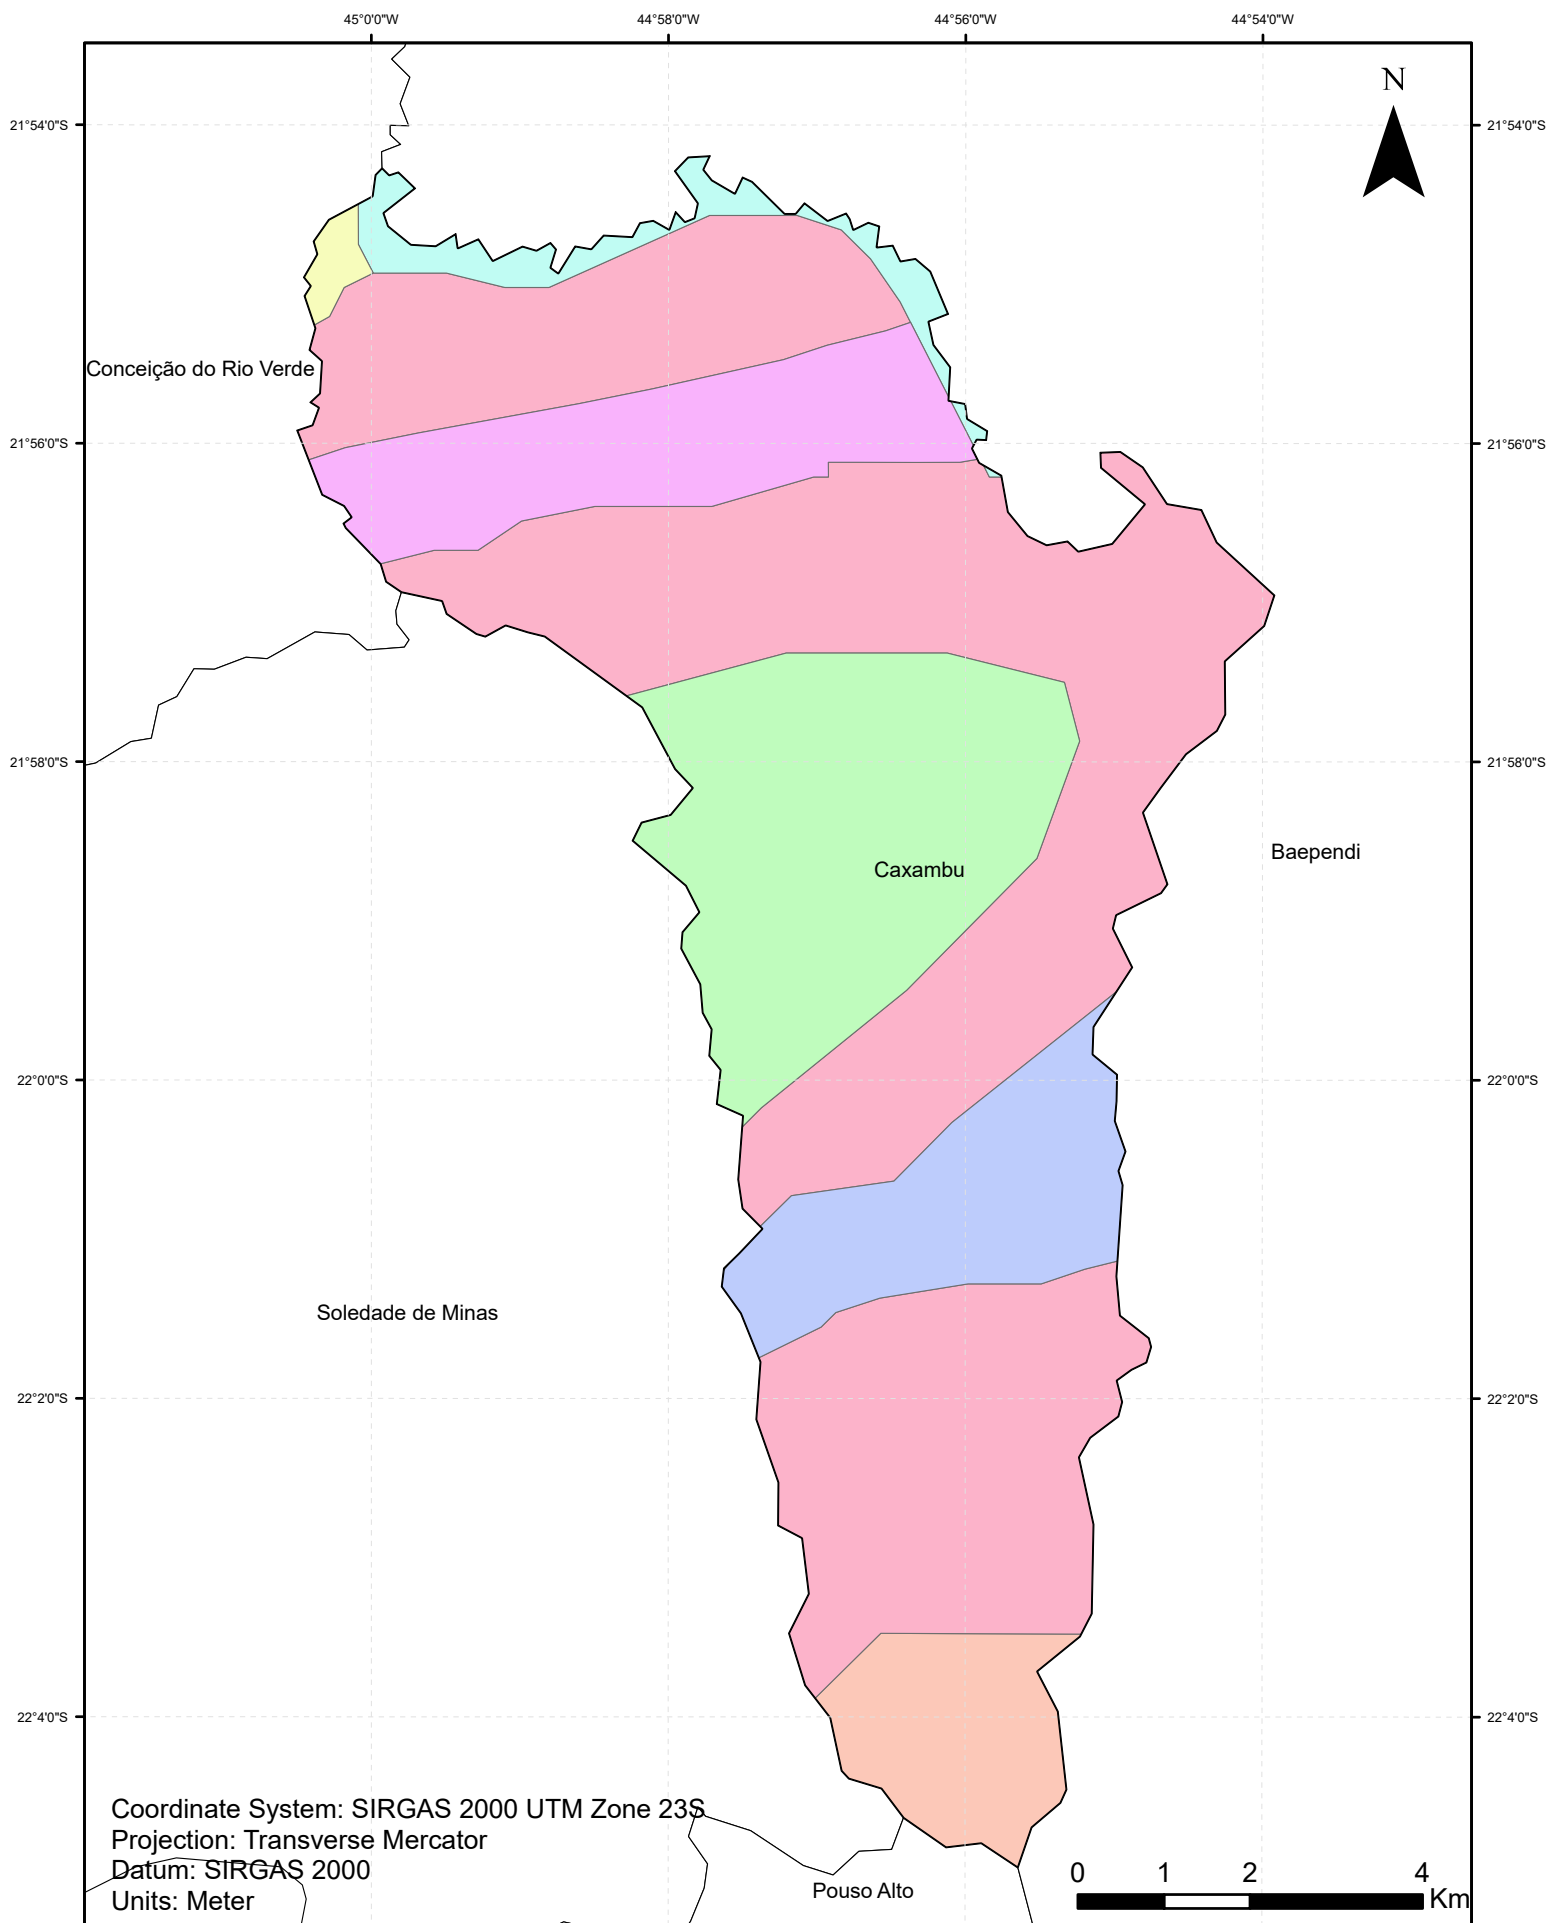 45°0'0"W
44°58'0"W
44°56'0"W
44°54'0"W
N
21°54'0"S
21°54'0"S
Conceição do Rio Verde
21°56'0"S
21°56'0"S
21°58'0"S
21°58'0"S
Baependi
Caxambu
22°0'0"S
22°0'0"S
Soledade de Minas
22°2'0"S
22°2'0"S
22°4'0"S
22°4'0"S
Coordinate System: SIRGAS 2000 UTM Zone 23S
Projection: Transverse Mercator
Datum: SIRGAS 2000
Units: Meter
Pouso Alto
0 1 2 4
Km